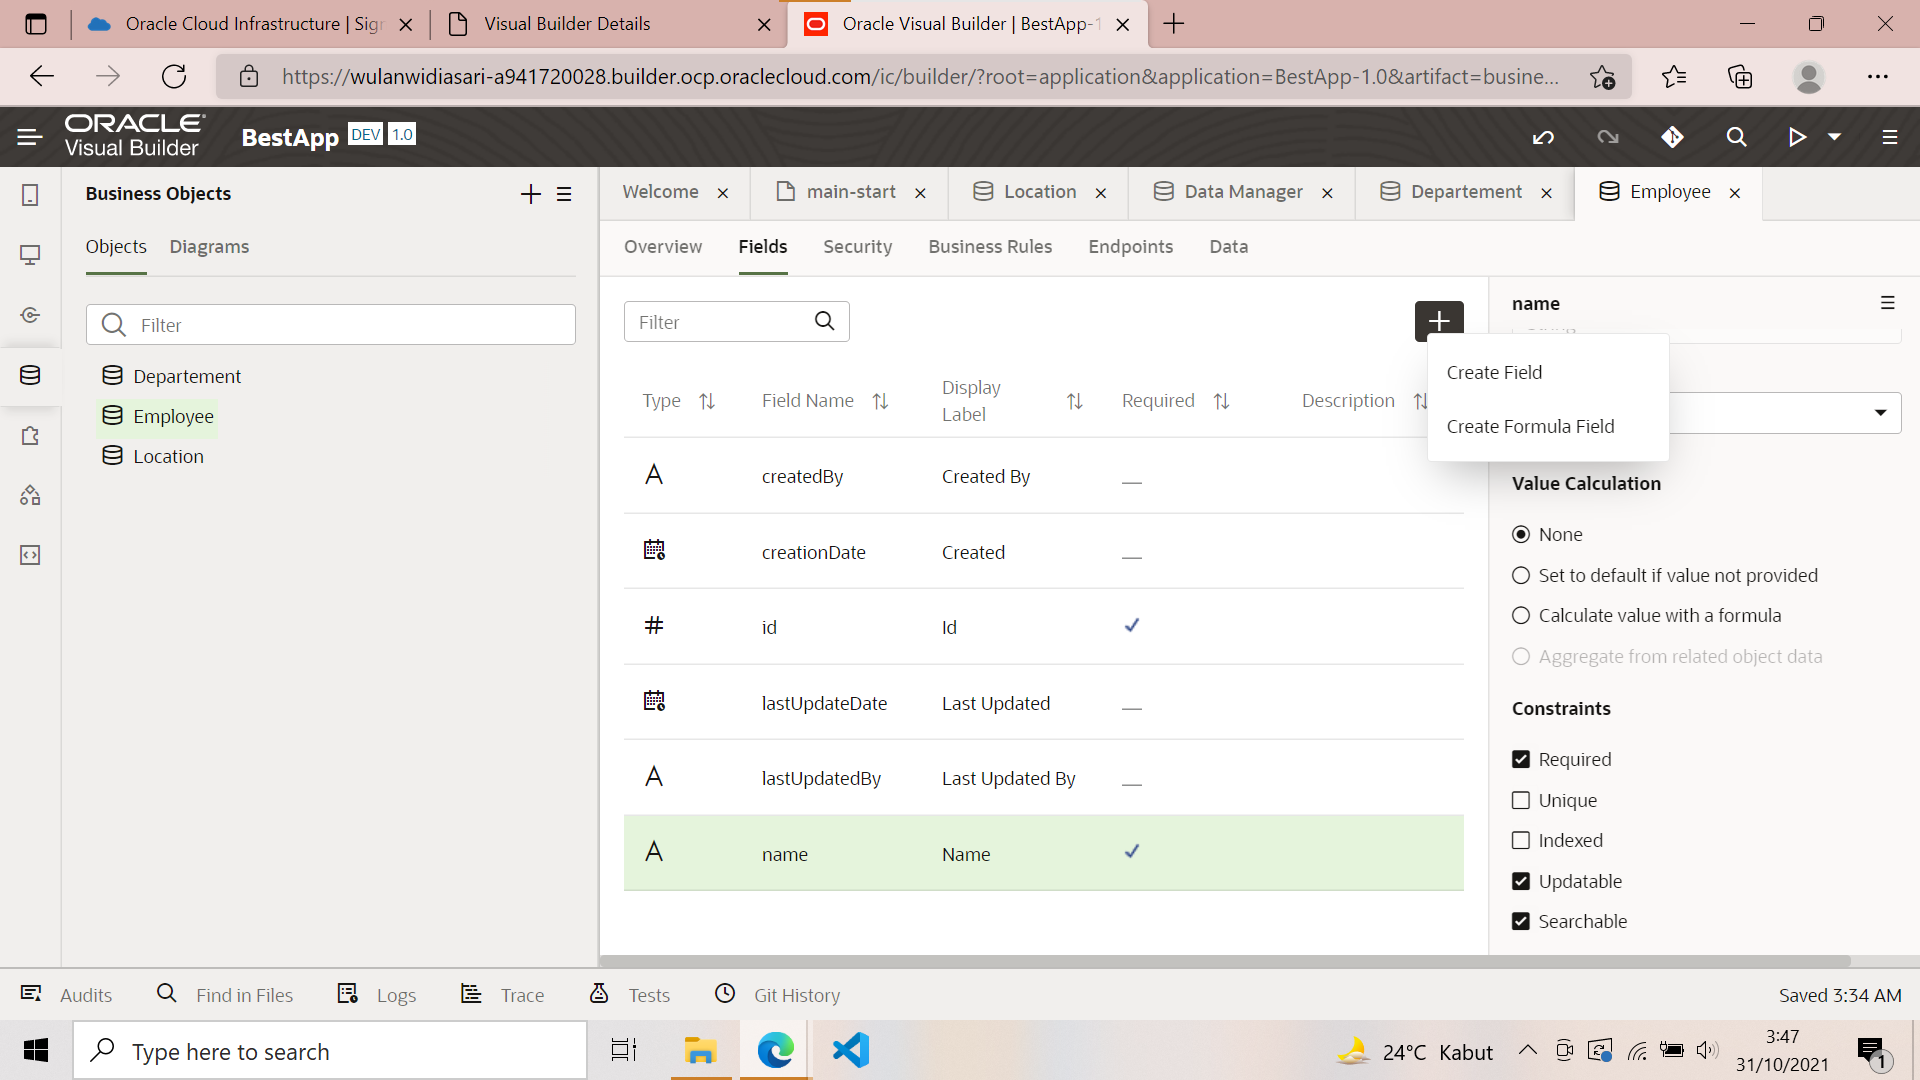 Oracle Cloud Infrastructure | Sign
Visual Builder Details
Oracle Visual Builder | BestApp-1
https://wulanwidiasari-a941720028.builder.ocp.oraclecloud.com/ic/builder/?root=application&application=BestApp-1.0&artifact=busine...
ORACLE
Visual Builder
BestApp DEV 1.0
Business Objects
Objects Diagrams
Filter
Departement
Employee
Location
Welcome main-start Location Data Manager Departement Employee
Overview Fields Security Business Rules Endpoints Data
Filter
Type Field Name Display Label Required Description
A createdBy Created By
creationDate Created
# id Id
lastUpdateDate Last Updated
A lastUpdatedBy Last Updated By
A name Name
Create Field
Create Formula Field
name
String
Value Calculation
None
Set to default if value not provided
Calculate value with a formula
Aggregate from related object data
Constraints
Required
Unique
Indexed
Updatable
Searchable
Audits Find in Files Logs Trace Tests Git History
Saved 3:34 AM
Type here to search
24°C Kabut
3:47
31/10/2021
1